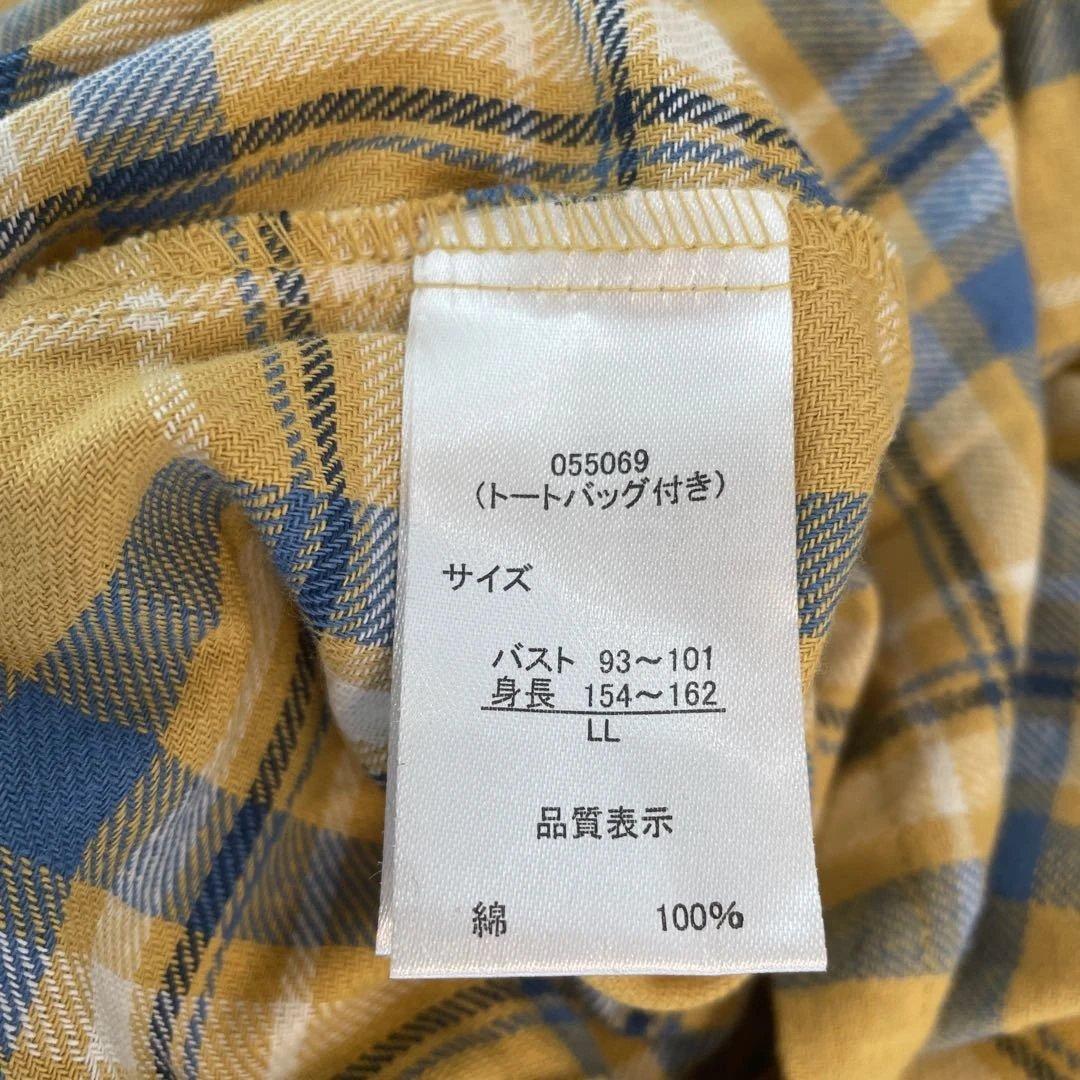 055069
(トートバッグ付き)
サイズ
バスト 93～101
身長 154～162
LL
品質表示
綿 100%